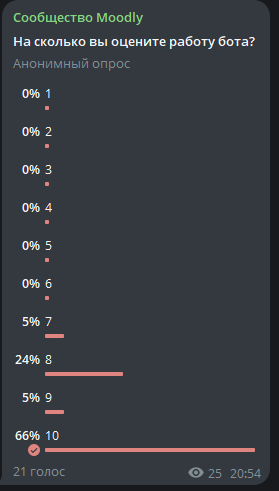 Сообщество Moodly
На сколько вы оцените работу бота?
Анонимный опрос
0% 1
0% 2
0% 3
0% 4
0% 5
0% 6
5% 7
24% 8
5% 9
66% 10
21 голос 25 20:54